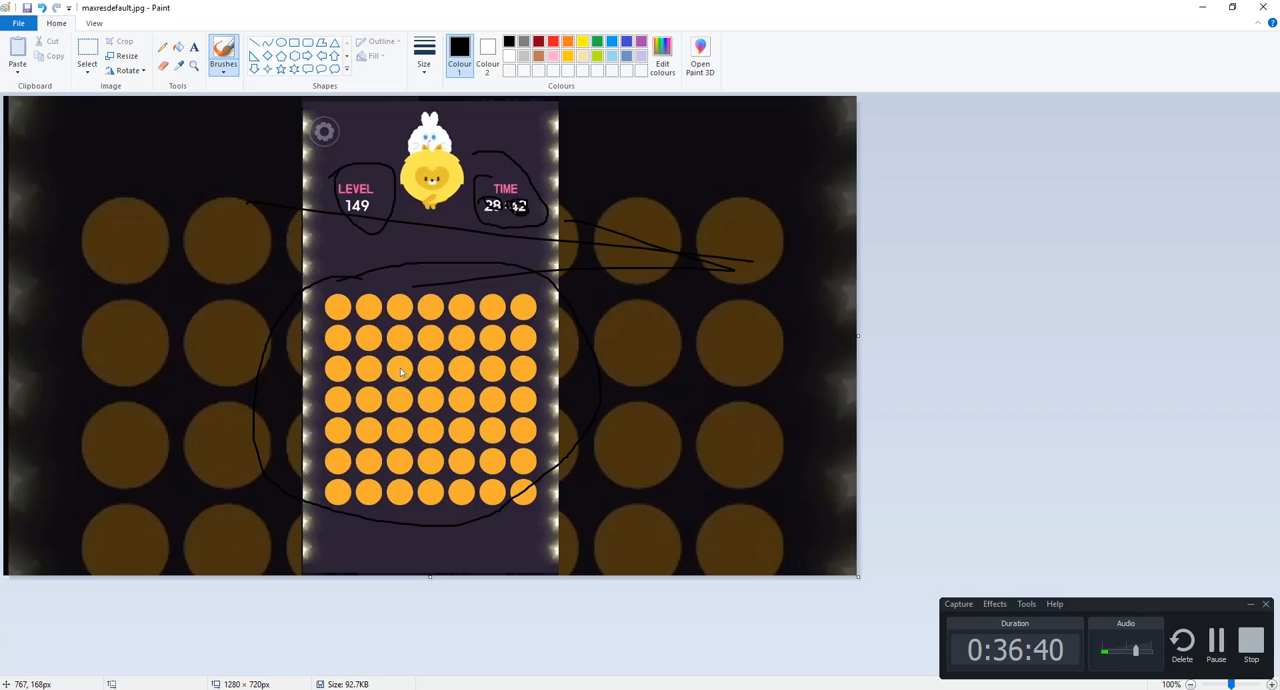 maxresdefault.jpg - Paint
File Home View
Paste Cut Copy
Clipboard
Select Crop Resize Rotate
Image
Tools
Brushes
Outline Fill
Shapes
Size
Colour 1
Colour 2
Edit colours
Open Paint 3D
Colours
LEVEL
149
TIME
28:42
Capture Effects Tools Help
Duration Audio
0:36:40
Delete Pause Stop
767, 168px 1280 × 720px Size: 92.7KB 100%